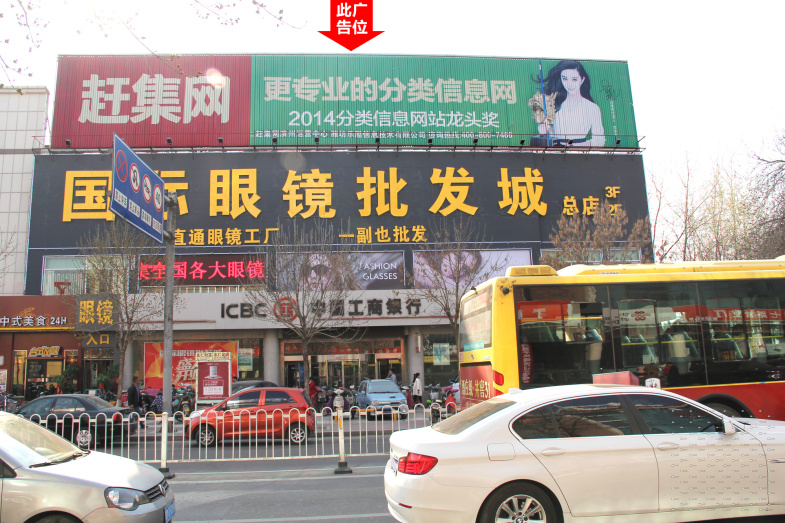 此广
告位
赶集网
更专业的分类信息网
2014分类信息网站龙头奖
国际眼镜批发城
总店
3F
2F
直通眼镜工厂
一副也批发
全国各大眼镜
FASHION
GLASSES
ICBC
中国工商银行
中式美食24H
眼镜
入口